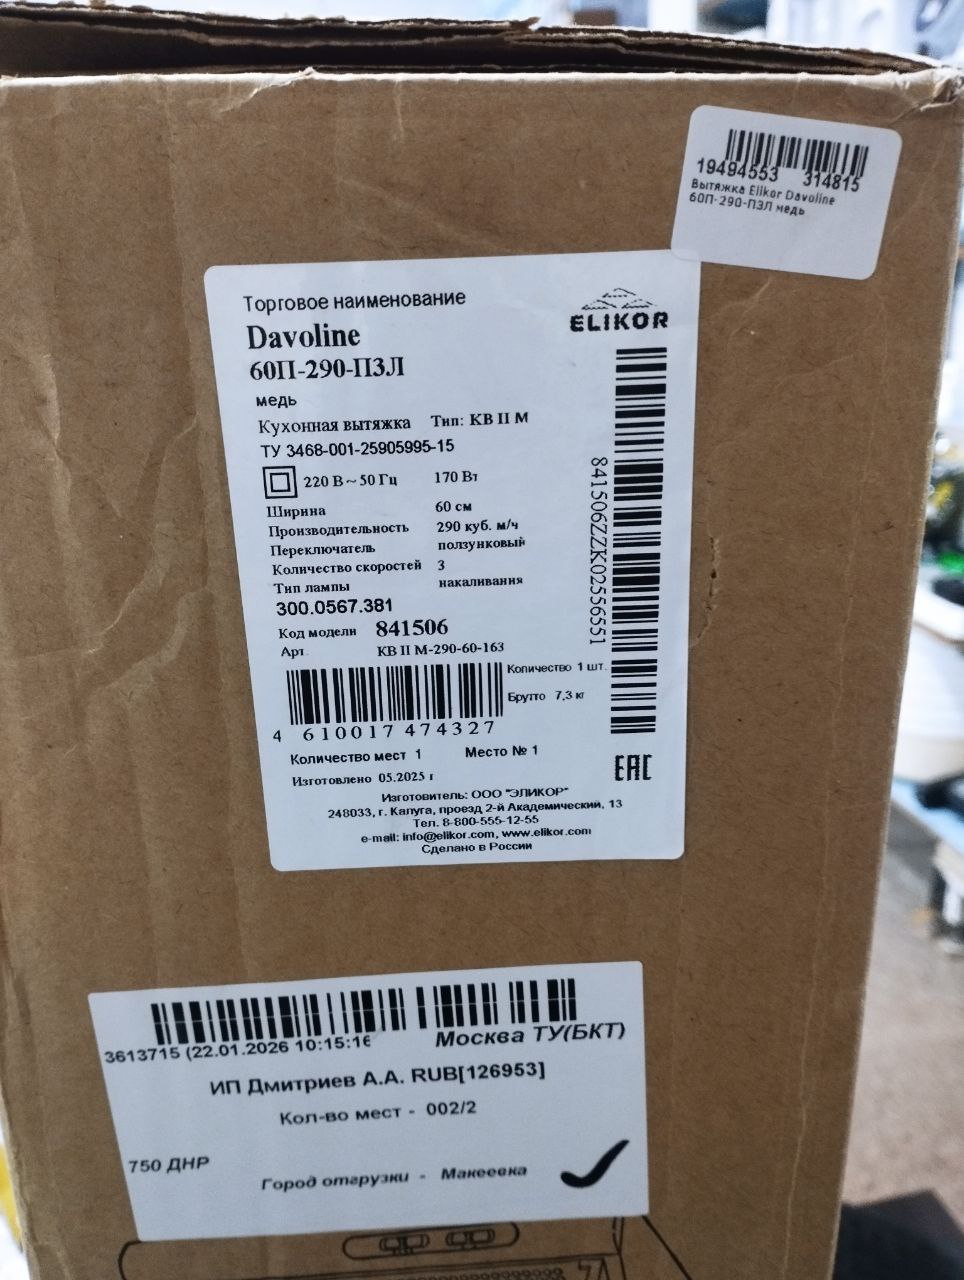 19494553 314815
Вытяжка Elikor Davoline
60П-290-П3Л медь
Торговое наименование
ELIKOR
Davoline
60П-290-П3Л
медь
Кухонная вытяжка Тип: КВ II М
ТУ 3468-001-25905995-15
220 В ~ 50 Гц 170 Вт
Ширина 60 см
Производительность 290 куб. м/ч
Переключатель ползунковый
Количество скоростей 3
Тип лампы накаливания
300.0567.381
Код модели 841506
Арт. КВ II М-290-60-163
Количество 1 шт.
Брутто 7,3 кг
4 610017 474327
841506ZZK02556551
Количество мест 1 Место № 1
Изготовлено 05.2025 г
EAC
Изготовитель: ООО "ЭЛИКОР"
248033, г. Калуга, проезд 2-й Академический, 13
Тел. 8-800-555-12-55
e-mail: info@elikor.com, www.elikor.com
Сделано в России
3613715 (22.01.2026 10:15:16 Москва ТУ(БКТ)
ИП Дмитриев А.А. RUB[126953]
Кол-во мест - 002/2
750 ДНР
Город отгрузки - Макеевка